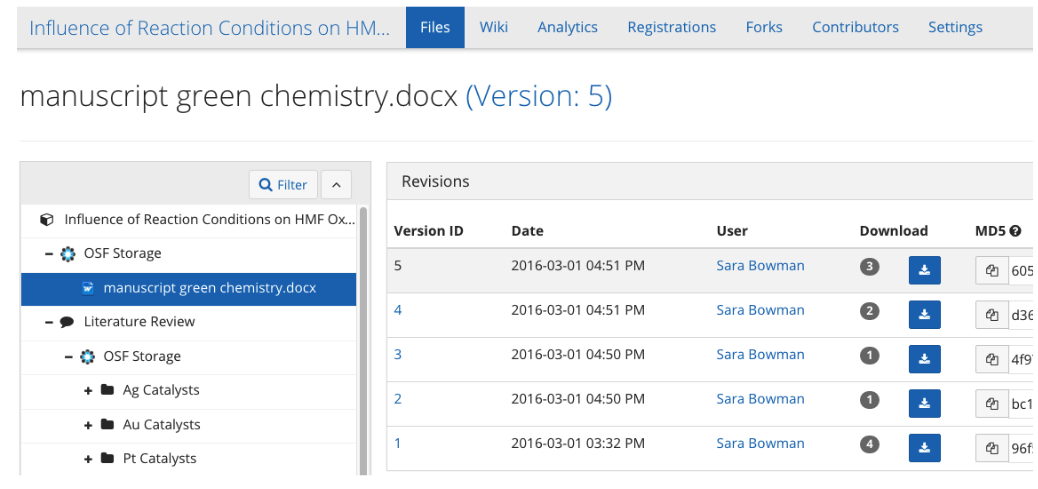 Influence of Reaction Conditions on HM... Files Wiki Analytics Registrations Forks Contributors Settings
manuscript green chemistry.docx (Version: 5)
Filter
Influence of Reaction Conditions on HMF Ox...
OSF Storage
manuscript green chemistry.docx
Literature Review
OSF Storage
Ag Catalysts
Au Catalysts
Pt Catalysts
Revisions
Version ID Date User Download MD5
5 2016-03-01 04:51 PM Sara Bowman 3 605
4 2016-03-01 04:51 PM Sara Bowman 2 d36
3 2016-03-01 04:50 PM Sara Bowman 1 4f9
2 2016-03-01 04:50 PM Sara Bowman 1 bc1
1 2016-03-01 03:32 PM Sara Bowman 4 96f